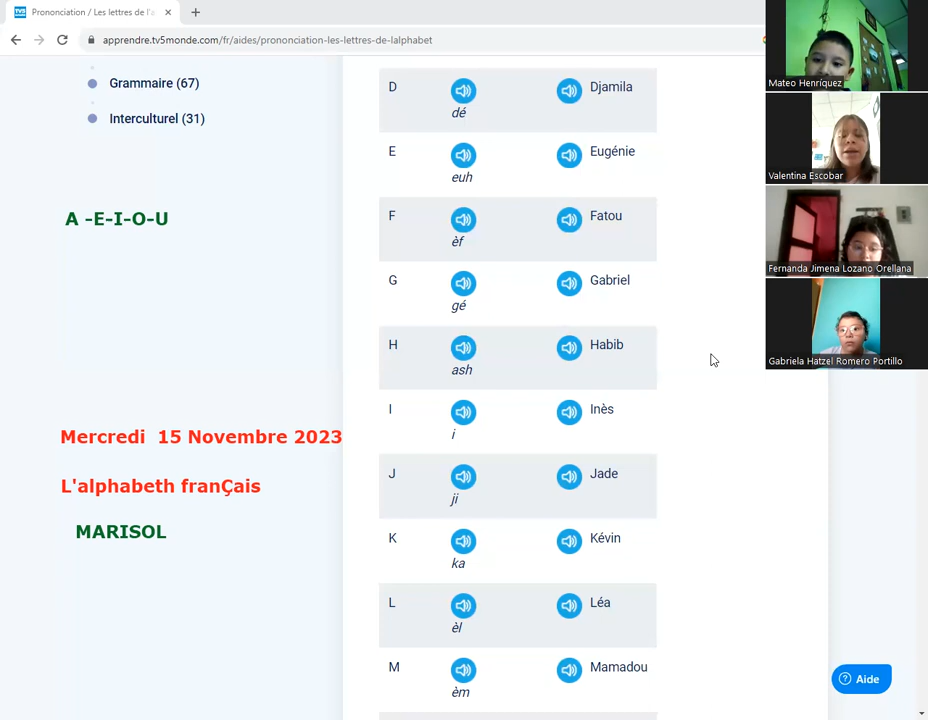 Prononciation / Les lettres de l'a
apprendre.tv5monde.com/fr/aides/prononciation-les-lettres-de-lalphabet
Grammaire (67)
Interculturel (31)
A -E-I-O-U
Mercredi 15 Novembre 2023
L'alphabeth franÇais
MARISOL
D Djamila
dé
E Eugénie
euh
F Fatou
èf
G Gabriel
gé
H Habib
ash
I Inès
i
J Jade
ji
K Kévin
ka
L Léa
èl
M Mamadou
èm
Mateo Henríquez
Valentina Escobar
Fernanda Jimena Lozano Orellana
Gabriela Hatzel Romero Portillo
? Aide